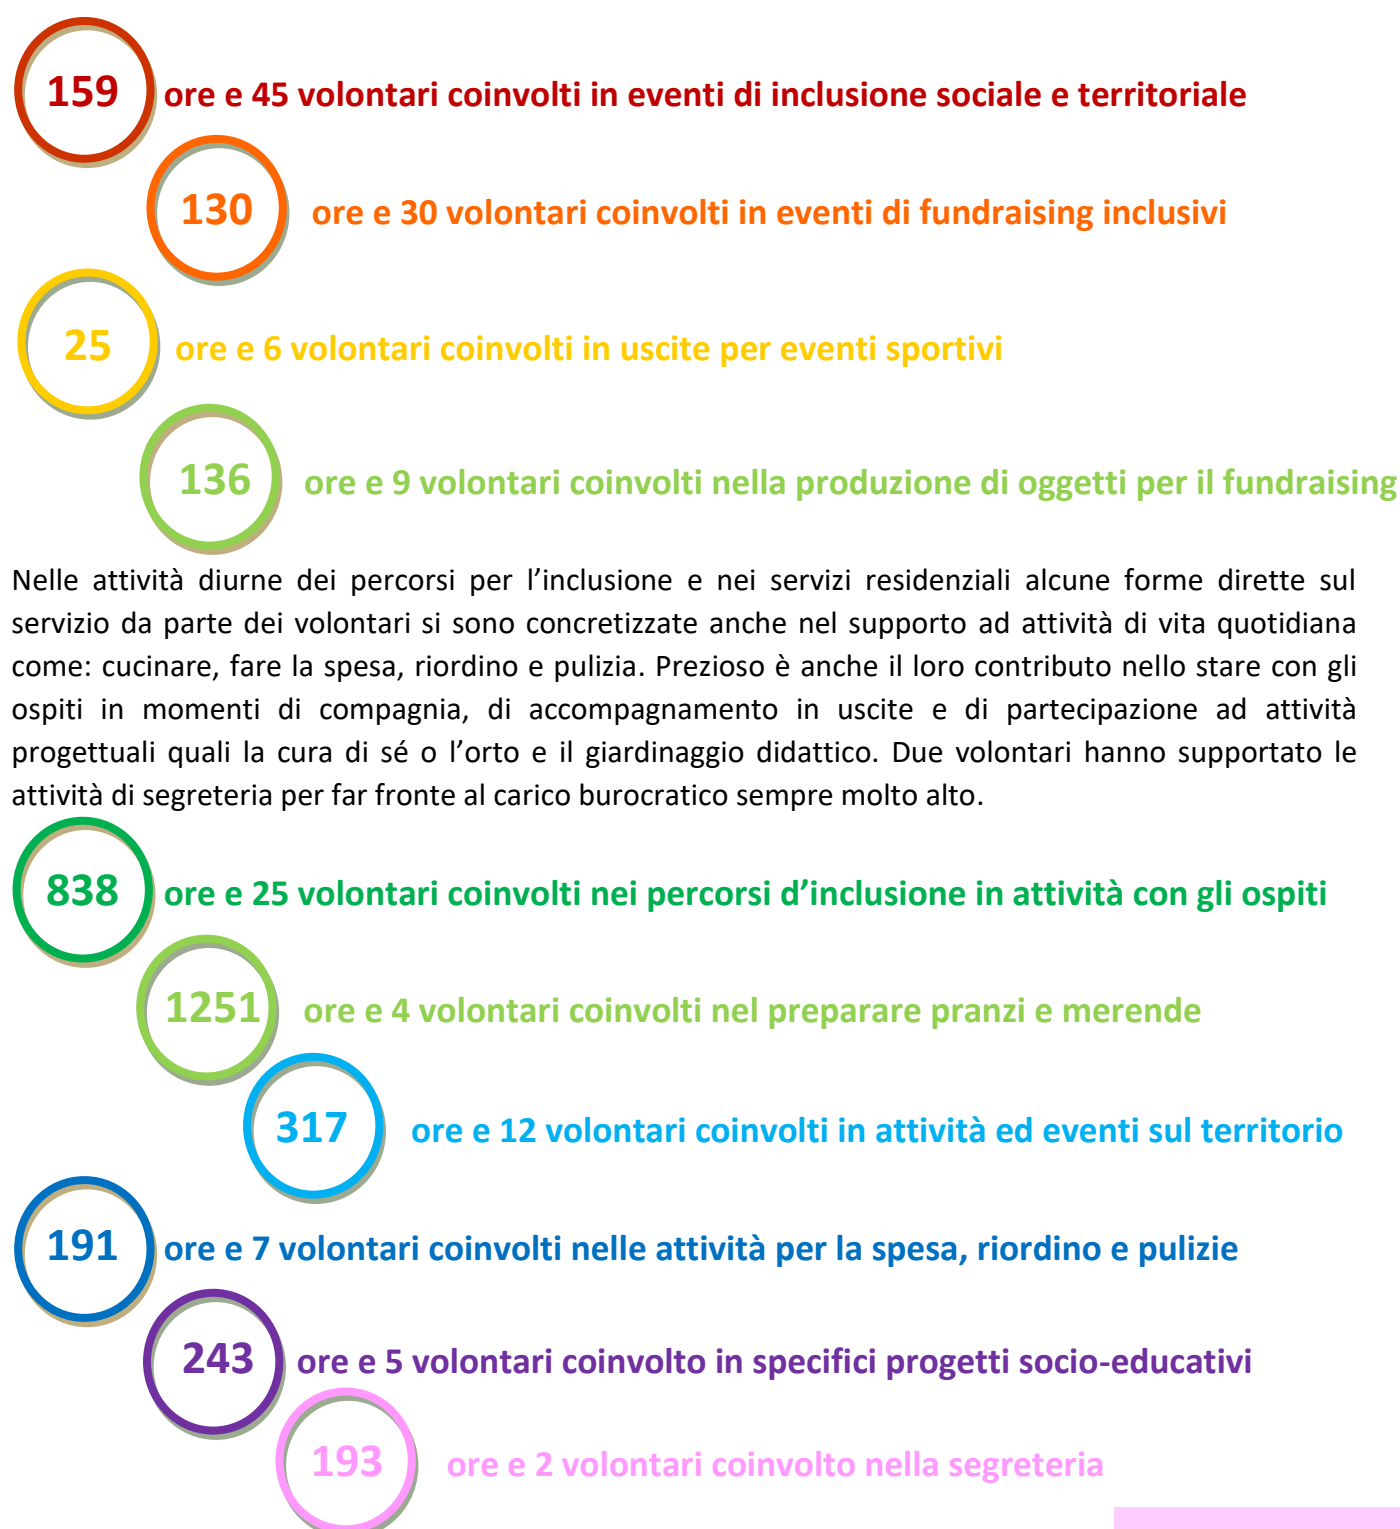 159 ore e 45 volontari coinvolti in eventi di inclusione sociale e territoriale
130 ore e 30 volontari coinvolti in eventi di fundraising inclusivi
25 ore e 6 volontari coinvolti in uscite per eventi sportivi
136 ore e 9 volontari coinvolti nella produzione di oggetti per il fundraising
Nelle attività diurne dei percorsi per l’inclusione e nei servizi residenziali alcune forme dirette sul
servizio da parte dei volontari si sono concretizzate anche nel supporto ad attività di vita quotidiana
come: cucinare, fare la spesa, riordino e pulizia. Prezioso è anche il loro contributo nello stare con gli
ospiti in momenti di compagnia, di accompagnamento in uscite e di partecipazione ad attività
progettuali quali la cura di sé o l’orto e il giardinaggio didattico. Due volontari hanno supportato le
attività di segreteria per far fronte al carico burocratico sempre molto alto.
838 ore e 25 volontari coinvolti nei percorsi d’inclusione in attività con gli ospiti
1251 ore e 4 volontari coinvolti nel preparare pranzi e merende
317 ore e 12 volontari coinvolti in attività ed eventi sul territorio
191 ore e 7 volontari coinvolti nelle attività per la spesa, riordino e pulizie
243 ore e 5 volontari coinvolto in specifici progetti socio-educativi
193 ore e 2 volontari coinvolto nella segreteria